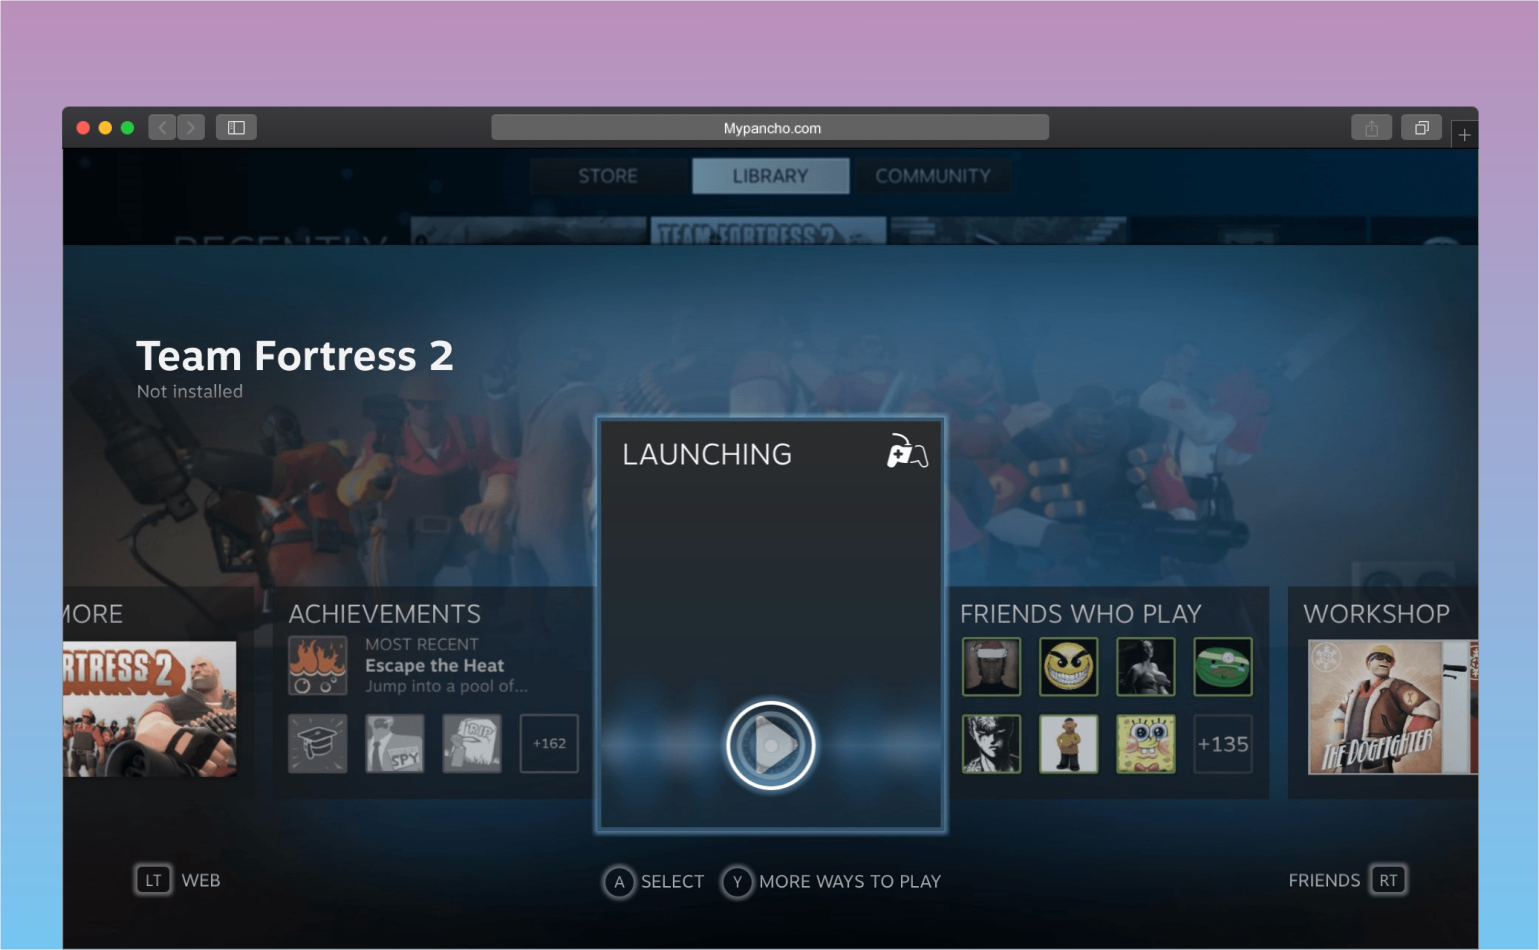 Mypancho.com
STORE
LIBRARY
COMMUNITY
RECENTLY
TEAM FORTRESS 2
Team Fortress 2
Not installed
LAUNCHING
MORE
RTRESS 2
ACHIEVEMENTS
MOST RECENT
Escape the Heat
Jump into a pool of...
SPY
RIP
+162
FRIENDS WHO PLAY
+135
WORKSHOP
THE DOGFIGHTER
LT WEB
A SELECT Y MORE WAYS TO PLAY
FRIENDS RT